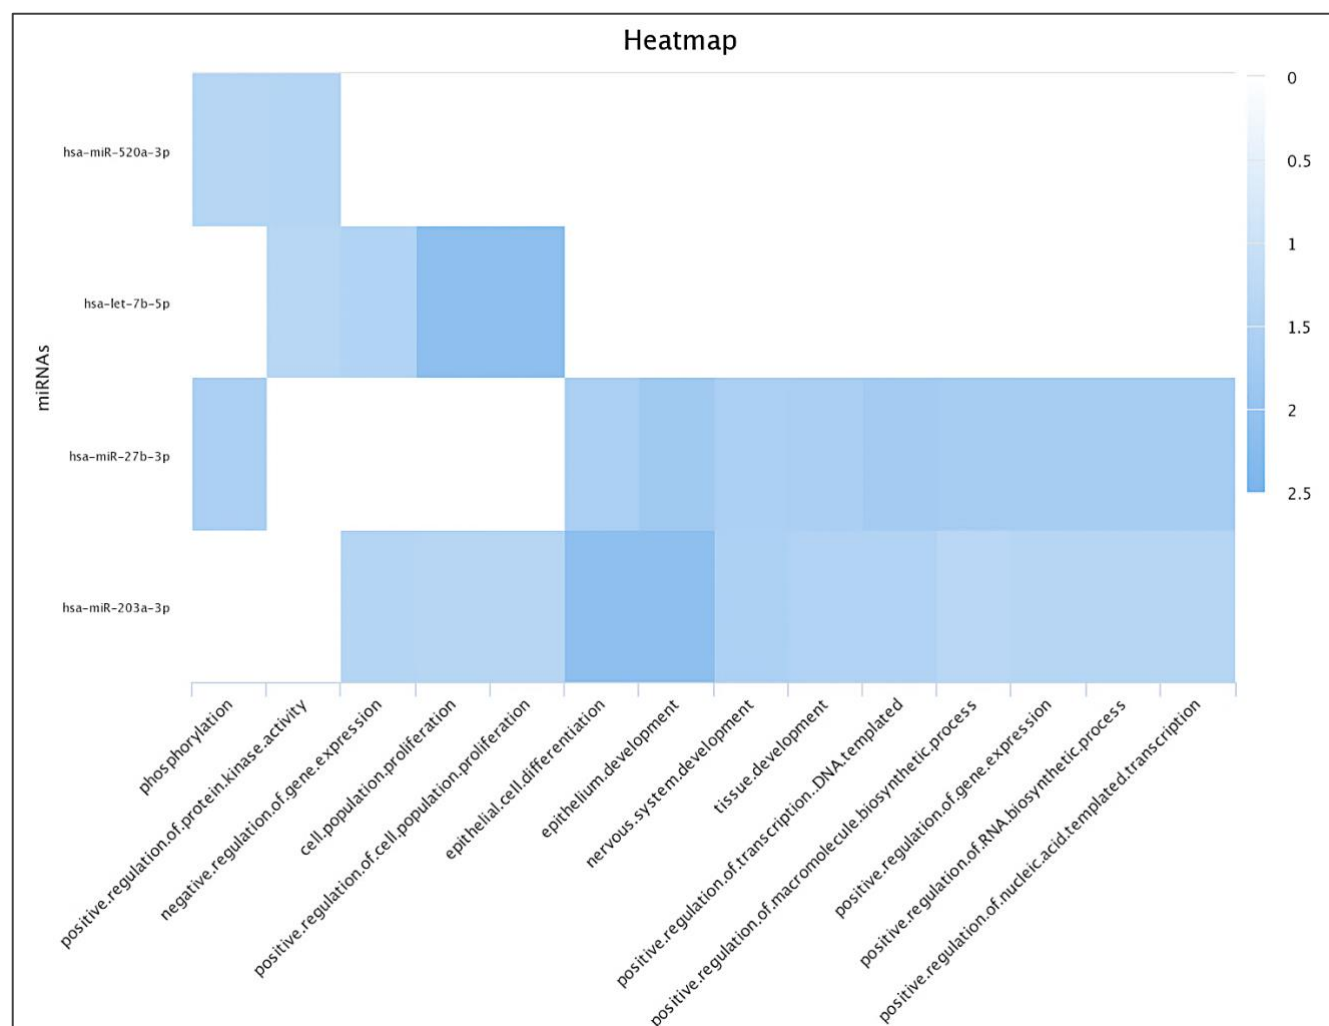 Heatmap
0
0.5
1
1.5
2
2.5
miRNAs
hsa-miR-520a-3p
hsa-let-7b-5p
hsa-miR-27b-3p
hsa-miR-203a-3p
phosphorylation
positive.regulation.of.protein.kinase.activity
negative.regulation.of.gene.expression
cell.population.proliferation
positive.regulation.of.cell.population.proliferation
epithelial.cell.differentiation
epithelium.development
nervous.system.development
tissue.development
positive.regulation.of.transcription..DNA.templated
positive.regulation.of.macromolecule.biosynthetic.process
positive.regulation.of.gene.expression
positive.regulation.of.RNA.biosynthetic.process
positive.regulation.of.nucleic.acid.templated.transcription